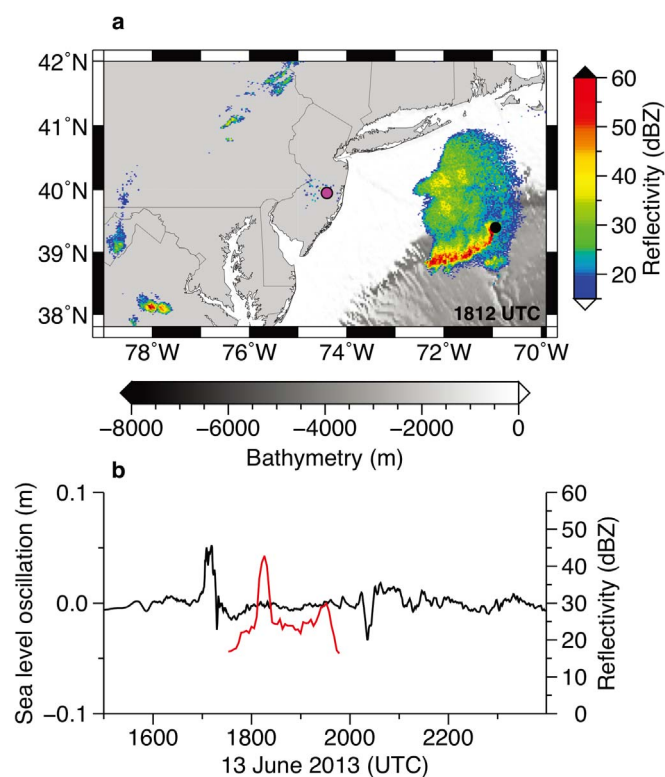 a
42°N
41°N
40°N
39°N
38°N
78°W 76°W 74°W 72°W 70°W
1812 UTC
60
50
40
30
20
Reflectivity (dBZ)
−8000 −6000 −4000 −2000 0
Bathymetry (m)
b
0.1
0.0
−0.1
Sea level oscillation (m)
60
50
40
30
20
10
0
Reflectivity (dBZ)
1600 1800 2000 2200
13 June 2013 (UTC)